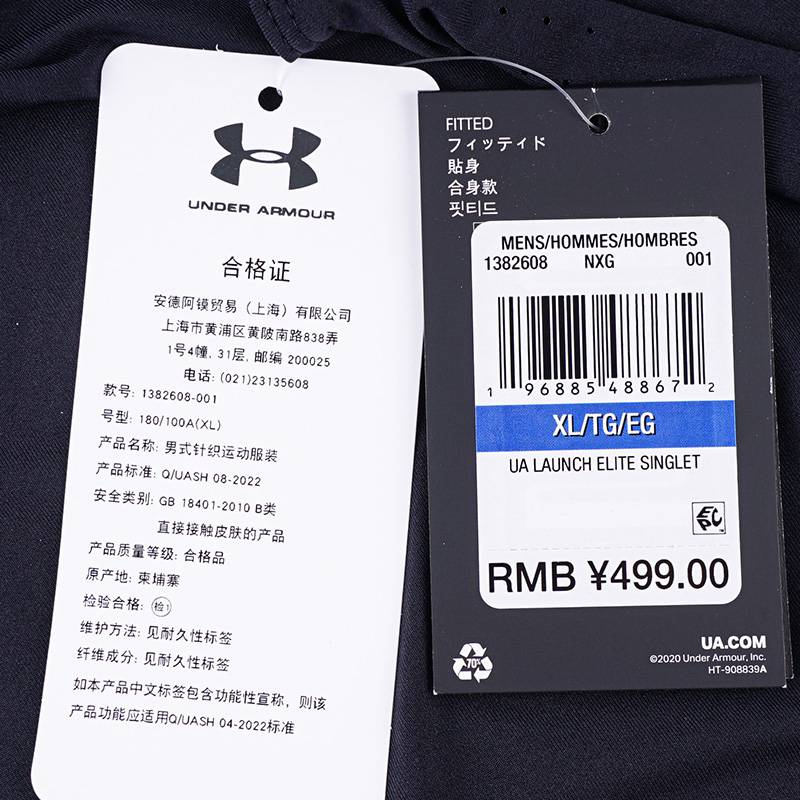 UNDER ARMOUR
合格证
安德阿镆贸易（上海）有限公司
上海市黄浦区黄陂南路838弄
1号4幢, 31层, 邮编 200025
电话: (021)23135608
款号: 1382608-001
号型: 180/100A(XL)
产品名称: 男式针织运动服装
产品标准: Q/UASH 08-2022
安全类别: GB 18401-2010 B类
直接接触皮肤的产品
产品质量等级: 合格品
原产地: 柬埔寨
检验合格: 检1
维护方法: 见耐久性标签
纤维成分: 见耐久性标签
如本产品中文标签包含功能性宣称，则该
产品功能应适用Q/UASH 04-2022标准
FITTED
フィッティド
貼身
合身款
핏티드
MENS/HOMMES/HOMBRES
1382608 NXG 001
1 96885 48867 2
XL/TG/EG
UA LAUNCH ELITE SINGLET
EPC
RMB ¥499.00
70%
UA.COM
©2020 Under Armour, Inc.
HT-908839A